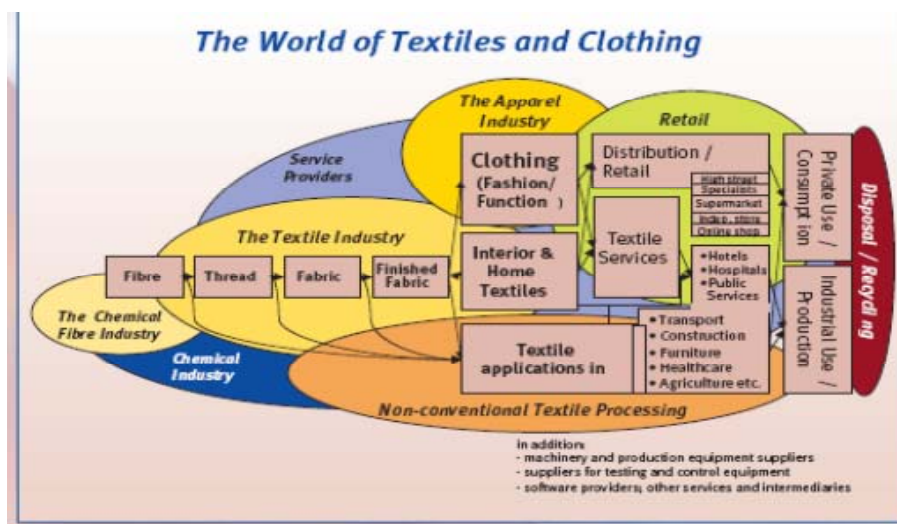 The World of Textiles and Clothing
The Apparel
Industry
Retail
Service
Providers
Clothing
(Fashion/
Function )
Distribution /
Retail
High street
Specialists
Supermarket
Indep. store
Online shop
Private Use /
Consumption
Disposal / Recycling
The Textile Industry
Fibre
Thread
Fabric
Finished
Fabric
Interior &
Home
Textiles
Textile
Services
• Hotels
• Hospitals
• Public
Services
Industrial Use /
Production
The Chemical
Fibre Industry
Chemical
Industry
Textile
applications in
• Transport
• Construction
• Furniture
• Healthcare
• Agriculture etc.
Non-conventional Textile Processing
in addition:
- machinery and production equipment suppliers
- suppliers for testing and control equipment
- software providers; other services and intermediaries